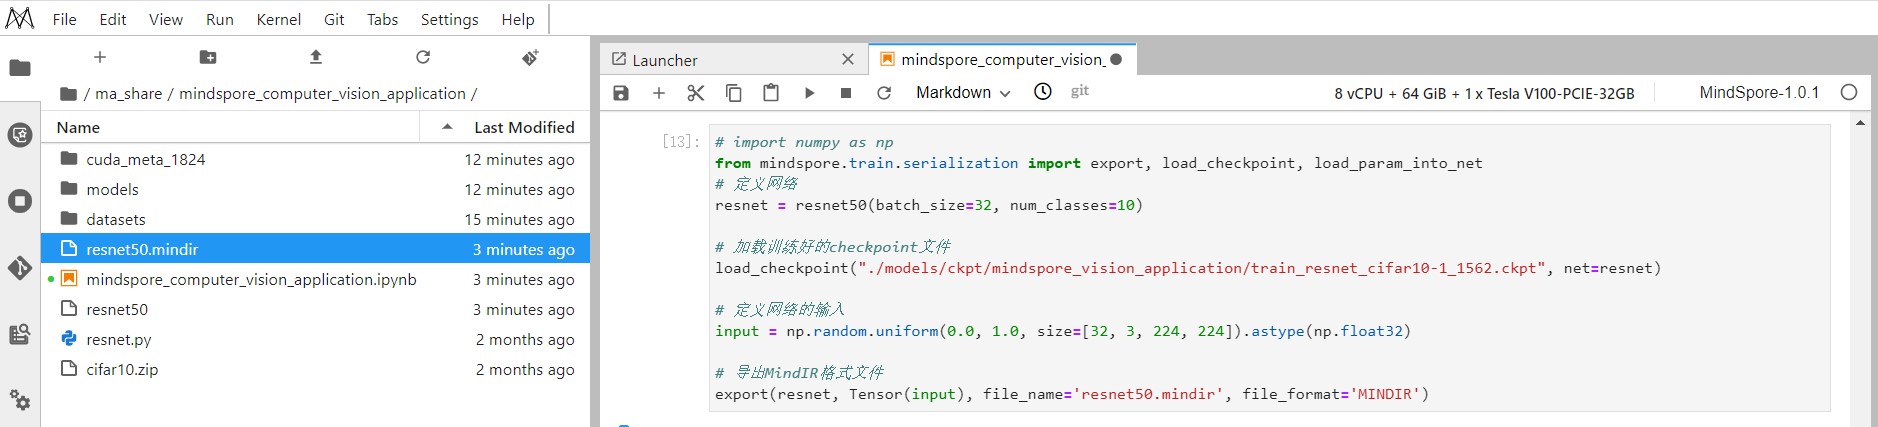 File Edit View Run Kernel Git Tabs Settings Help
/ ma_share / mindspore_computer_vision_application /
Name Last Modified
cuda_meta_1824 12 minutes ago
models 12 minutes ago
datasets 15 minutes ago
resnet50.mindir 3 minutes ago
mindspore_computer_vision_application.ipynb 3 minutes ago
resnet50 3 minutes ago
resnet.py 2 months ago
cifar10.zip 2 months ago
Launcher mindspore_computer_vision_
Markdown git 8 vCPU + 64 GiB + 1 x Tesla V100-PCIE-32GB MindSpore-1.0.1
[13]: # import numpy as np
from mindspore.train.serialization import export, load_checkpoint, load_param_into_net
# 定义网络
resnet = resnet50(batch_size=32, num_classes=10)
# 加载训练好的checkpoint文件
load_checkpoint("./models/ckpt/mindspore_vision_application/train_resnet_cifar10-1_1562.ckpt", net=resnet)
# 定义网络的输入
input = np.random.uniform(0.0, 1.0, size=[32, 3, 224, 224]).astype(np.float32)
# 导出MindIR格式文件
export(resnet, Tensor(input), file_name='resnet50.mindir', file_format='MINDIR')